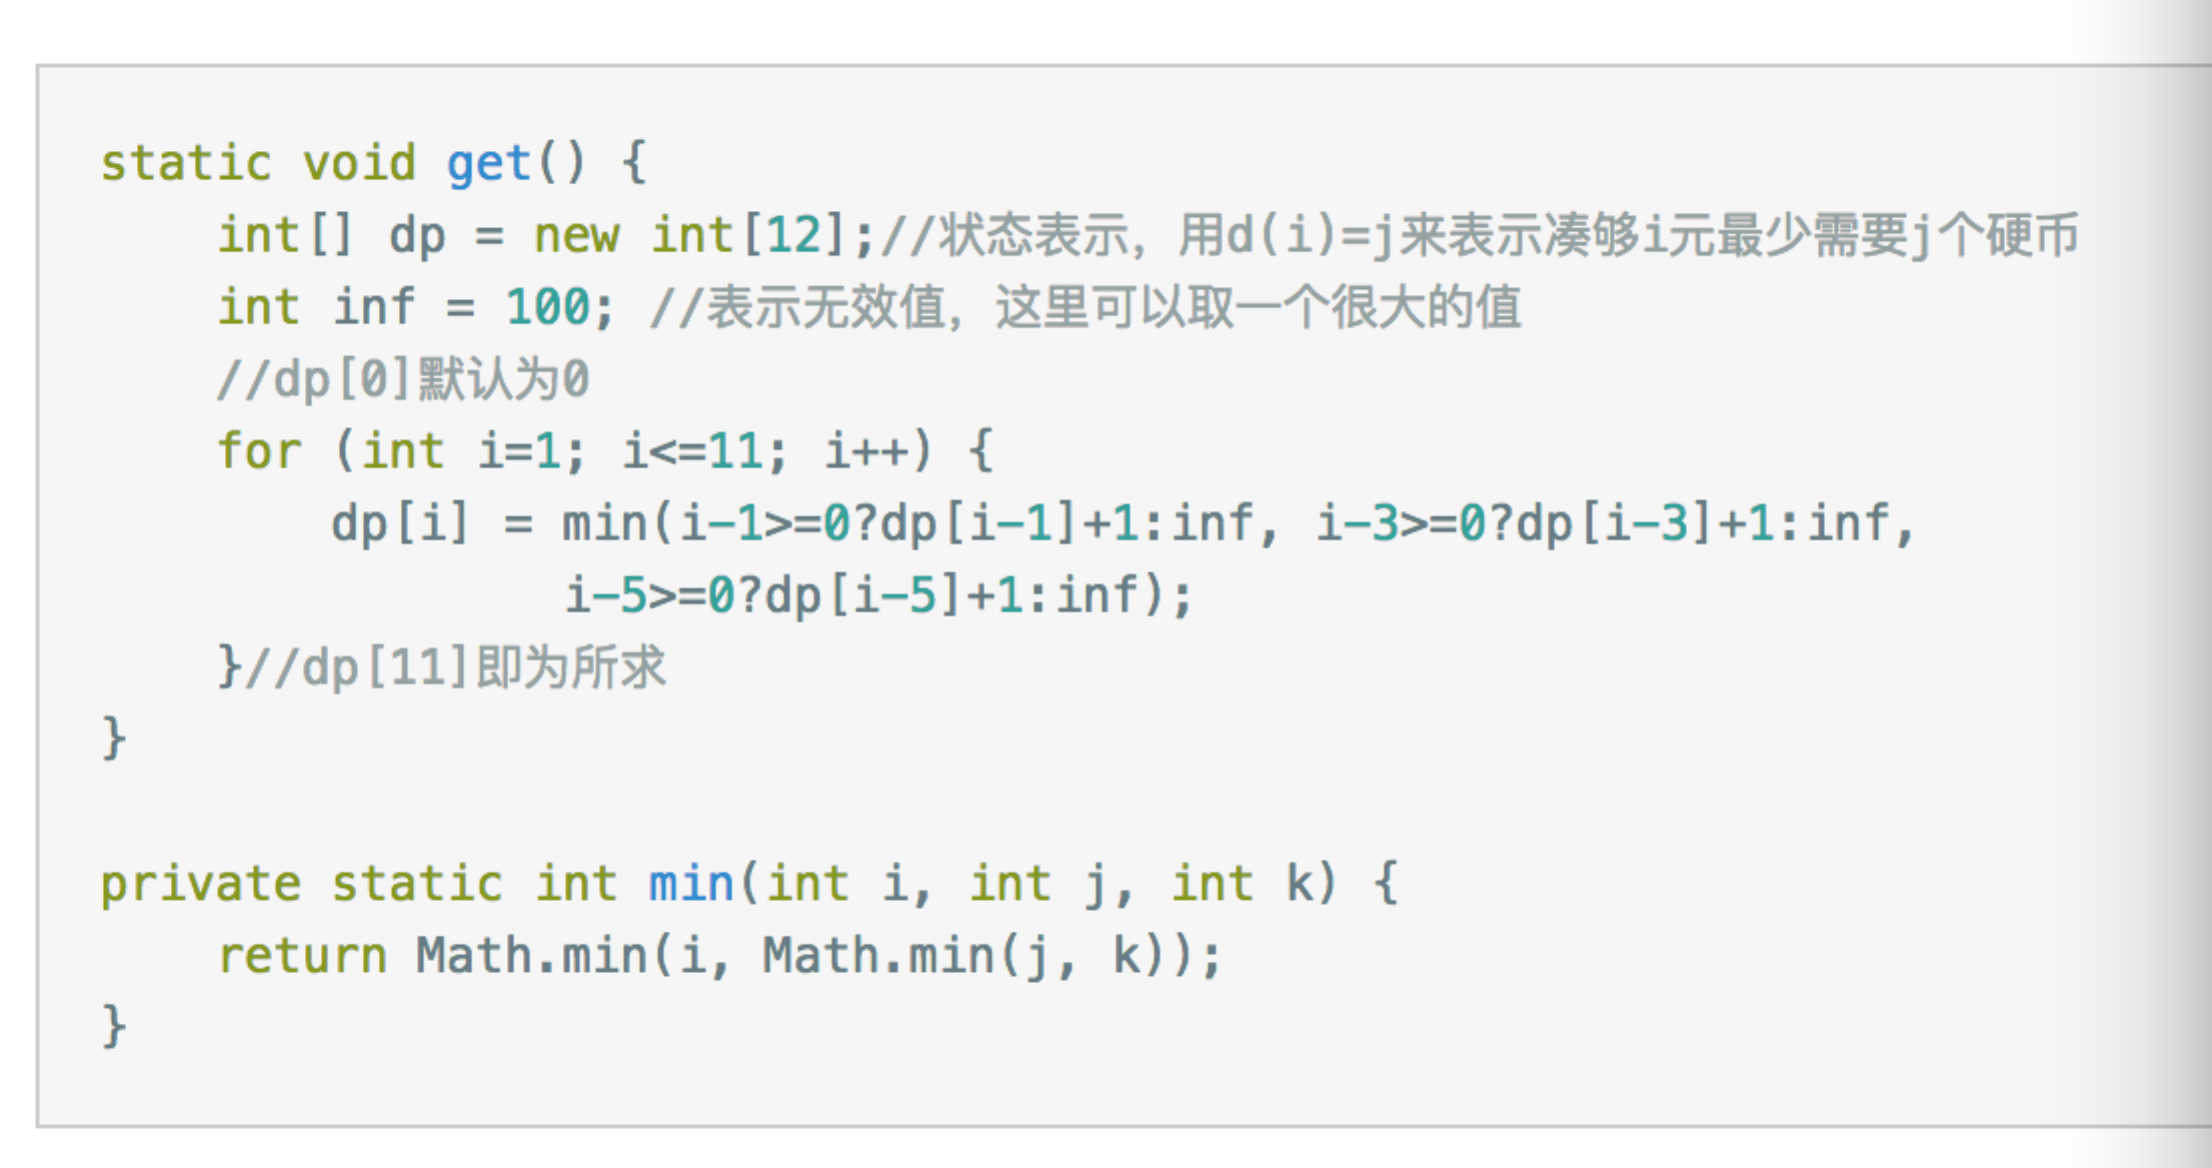 static void get() {
    int[] dp = new int[12];//状态表示，用d(i)=j来表示凑够i元最少需要j个硬币
    int inf = 100; //表示无效值，这里可以取一个很大的值
    //dp[0]默认为0
    for (int i=1; i<=11; i++) {
        dp[i] = min(i-1>=0?dp[i-1]+1:inf, i-3>=0?dp[i-3]+1:inf,
                i-5>=0?dp[i-5]+1:inf);
    }//dp[11]即为所求
}

private static int min(int i, int j, int k) {
    return Math.min(i, Math.min(j, k));
}